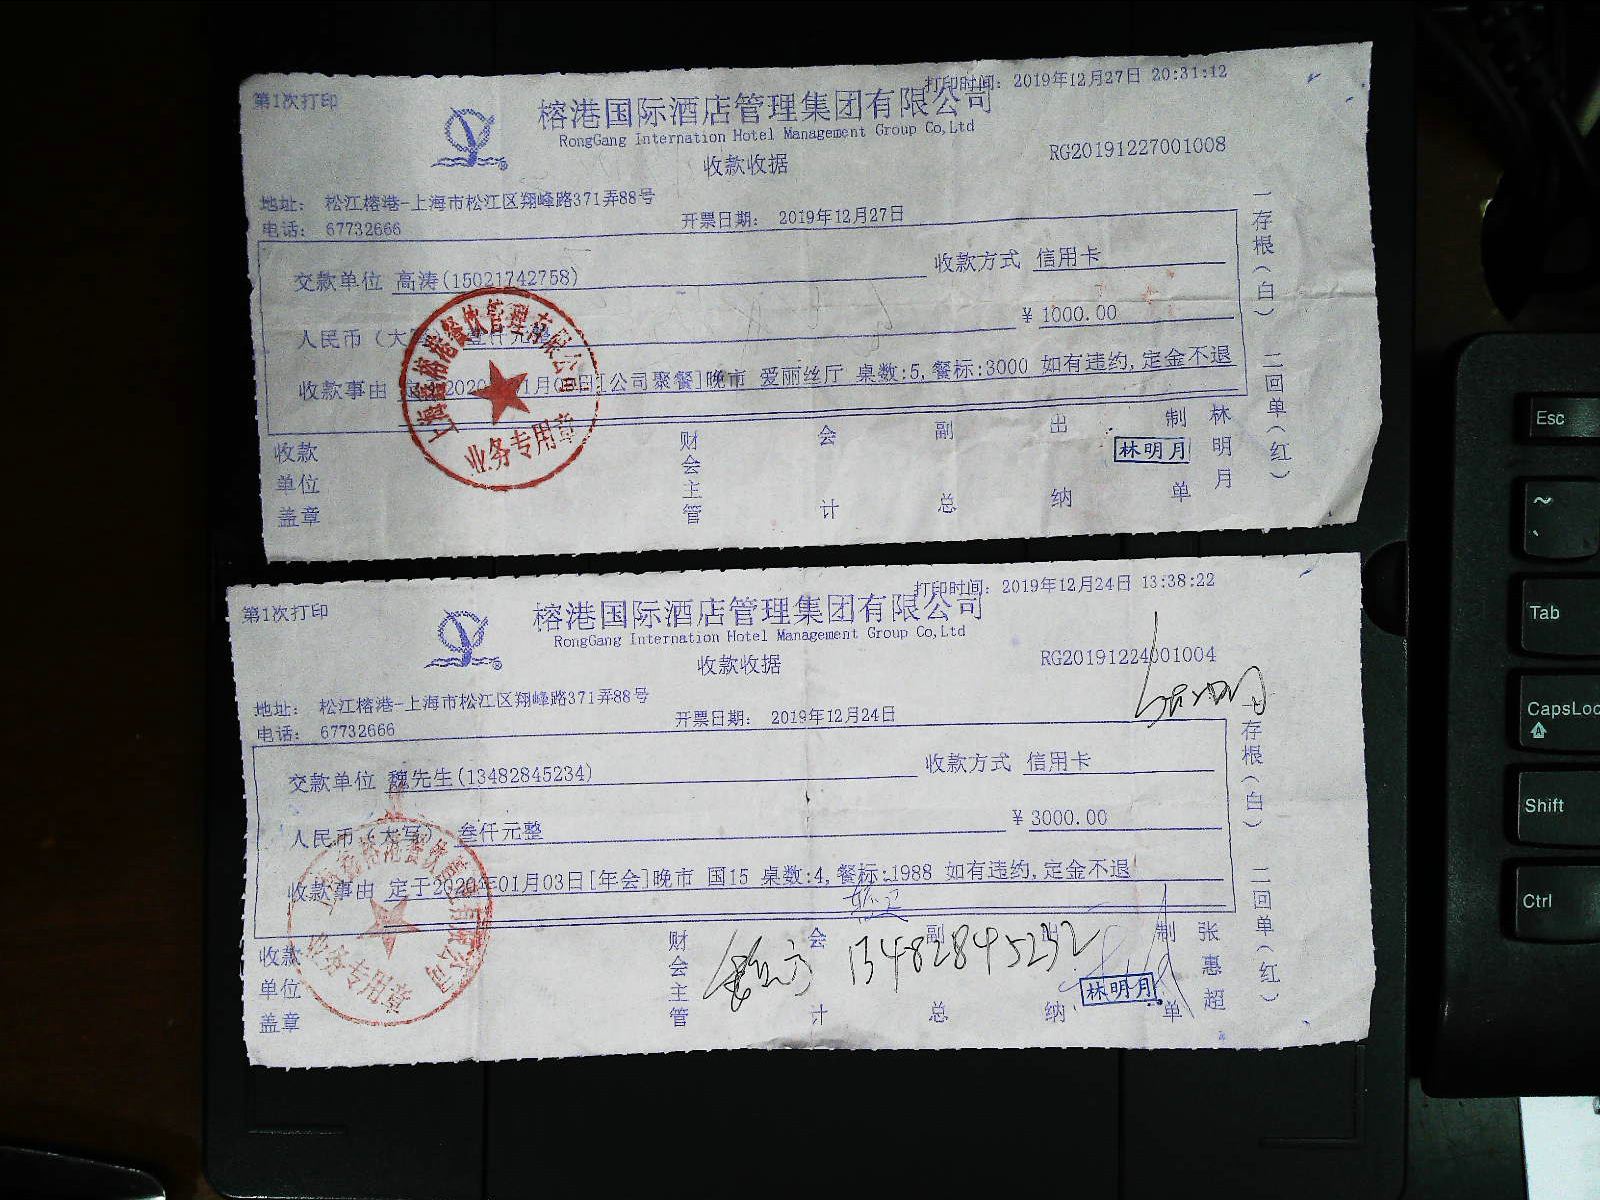 第1次打印
打印时间: 2019年12月27日 20:31:12
榕港国际酒店管理集团有限公司
RongGang Internation Hotel Management Group Co,Ltd
收款收据
RG20191227001008
地址: 松江榕港-上海市松江区翔峰路371弄88号
电话: 67732666
开票日期: 2019年12月27日
交款单位 高涛(15021742758)
收款方式 信用卡
人民币(大
¥ 1000.00
收款事由
日[公司聚餐]晚市 爱丽丝厅 桌数:5,餐标:3000 如有违约,定金不退
收款单位盖章
财会主管
会计
副总
出纳
制单
林明月
林明月
业务专用章
一存根(白) 二回单(红)
第1次打印
打印时间: 2019年12月24日 13:38:22
榕港国际酒店管理集团有限公司
RongGang Internation Hotel Management Group Co,Ltd
收款收据
RG20191224001004
地址: 松江榕港-上海市松江区翔峰路371弄88号
电话: 67732666
开票日期: 2019年12月24日
交款单位 魏先生(13482845234)
收款方式 信用卡
人民币(大写) 叁仟元整
¥ 3000.00
收款事由 定于2020年01月03日[年会]晚市 国15 桌数:4,餐标:1988 如有违约,定金不退
收款单位盖章
财会主管
会计
副总
出纳
制单
张惠超
13482845232
林明月
业务专用章
一存根(白) 二回单(红)
Esc
~
Tab
CapsLoc
Shift
Ctrl